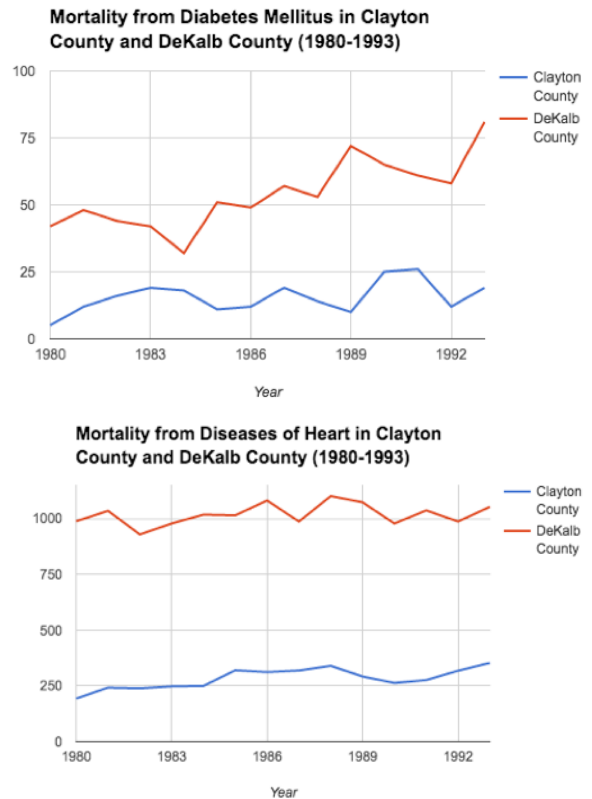 Mortality from Diabetes Mellitus in Clayton
County and DeKalb County (1980-1993)
100
75
50
25
0
1980 1983 1986 1989 1992
Year
Clayton
County
DeKalb
County
Mortality from Diseases of Heart in Clayton
County and DeKalb County (1980-1993)
1000
750
500
250
0
1980 1983 1986 1989 1992
Year
Clayton
County
DeKalb
County